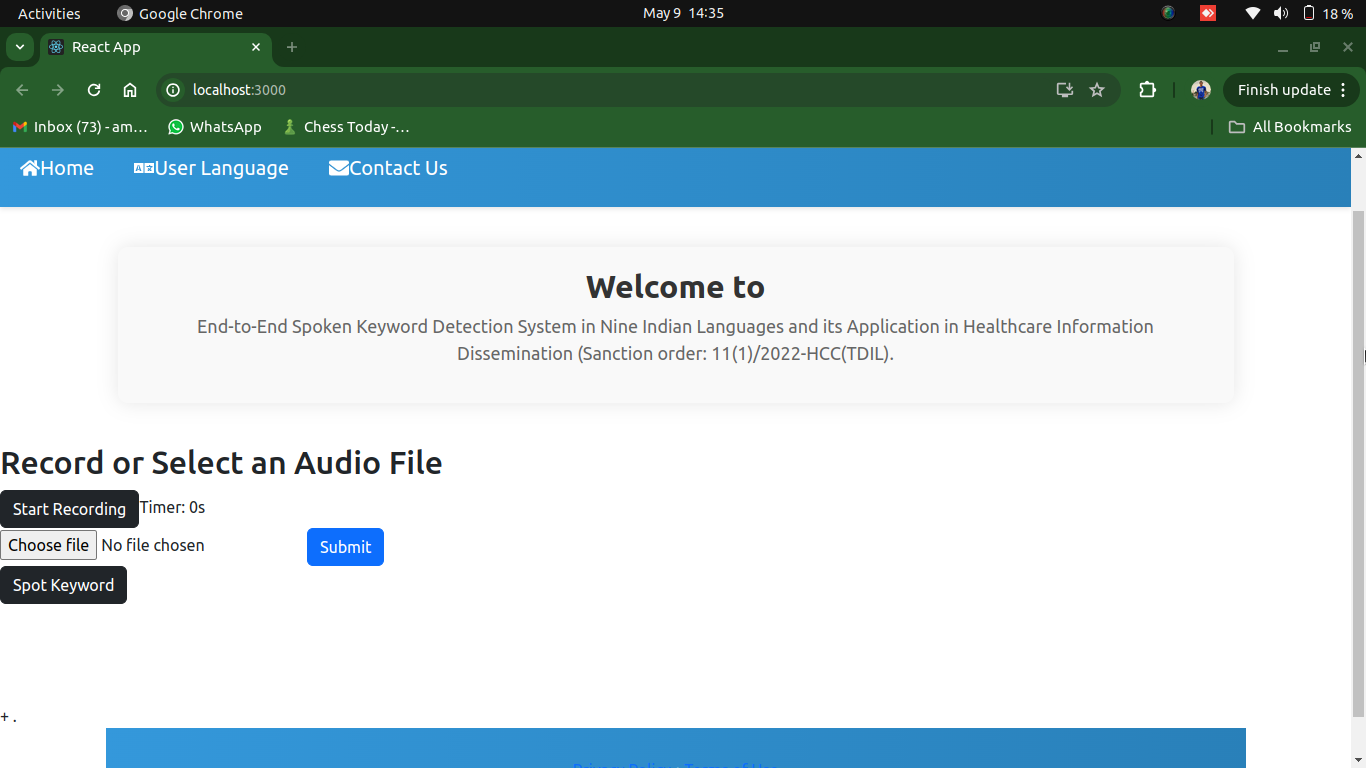 Activities Google Chrome May 9 14:35 18 %
React App
localhost:3000 Finish update
Inbox (73) - am... WhatsApp Chess Today -... All Bookmarks
Home User Language Contact Us
Welcome to
End-to-End Spoken Keyword Detection System in Nine Indian Languages and its Application in Healthcare Information
Dissemination (Sanction order: 11(1)/2022-HCC(TDIL).
Record or Select an Audio File
Start Recording Timer: 0s
Choose file No file chosen Submit
Spot Keyword
+ .